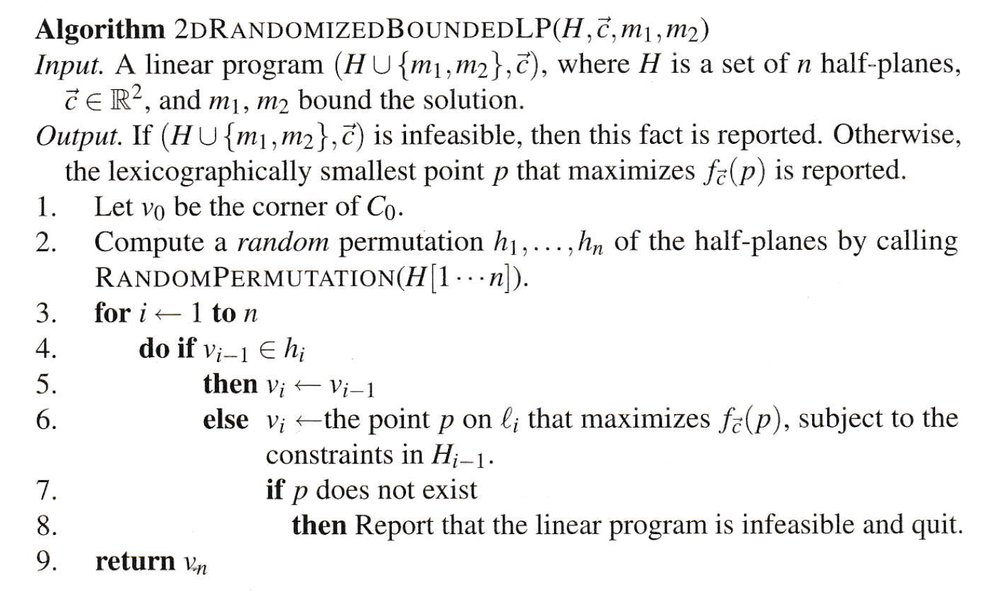 Algorithm 2DRANDOMIZEDBOUNDEDLP(H, c⃗, m₁, m₂)
Input. A linear program (H ∪ {m₁, m₂}, c⃗), where H is a set of n half-planes,
c⃗ ∈ ℝ², and m₁, m₂ bound the solution.
Output. If (H ∪ {m₁, m₂}, c⃗) is infeasible, then this fact is reported. Otherwise,
the lexicographically smallest point p that maximizes f_c⃗(p) is reported.
1. Let v₀ be the corner of C₀.
2. Compute a random permutation h₁, …, hₙ of the half-planes by calling
RANDOMPERMUTATION(H[1 ⋯ n]).
3. for i ← 1 to n
4. do if vᵢ₋₁ ∈ hᵢ
5. then vᵢ ← vᵢ₋₁
6. else vᵢ ← the point p on ℓᵢ that maximizes f_c⃗(p), subject to the
constraints in Hᵢ₋₁.
7. if p does not exist
8. then Report that the linear program is infeasible and quit.
9. return vₙ